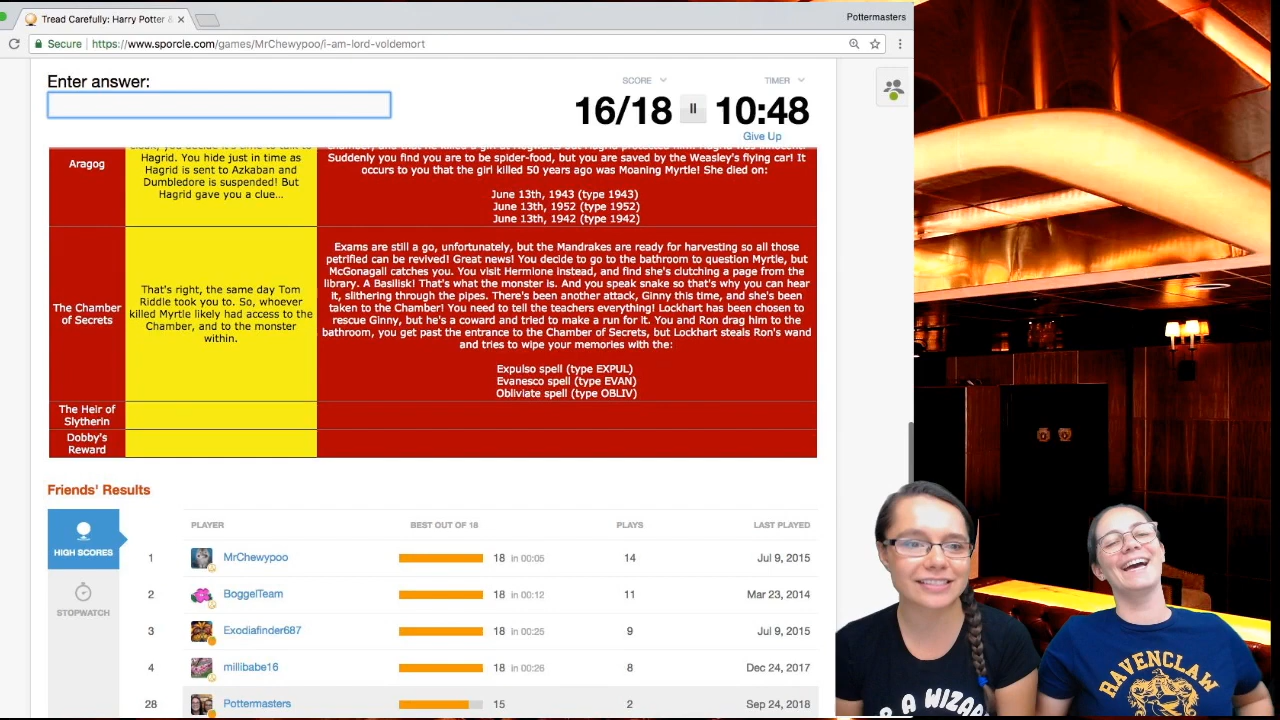 Tread Carefully: Harry Potter &
Pottermasters
Secure
https://www.sporcle.com/games/MrChewypoo/i-am-lord-voldemort
Enter answer:
SCORE
TIMER
16/18
10:48
Give Up
Aragog
Hagrid. You hide just in time as
Hagrid is sent to Azkaban and
Dumbledore is suspended! But
Hagrid gave you a clue...
Suddenly you find you are to be spider-food, but you are saved by the Weasley's flying car! It
occurs to you that the girl killed 50 years ago was Moaning Myrtle! She died on:
June 13th, 1943 (type 1943)
June 13th, 1952 (type 1952)
June 13th, 1942 (type 1942)
The Chamber
of Secrets
That's right, the same day Tom
Riddle took you to. So, whoever
killed Myrtle likely had access to the
Chamber, and to the monster
within.
Exams are still a go, unfortunately, but the Mandrakes are ready for harvesting so all those
petrified can be revived! Great news! You decide to go to the bathroom to question Myrtle, but
McGonagall catches you. You visit Hermione instead, and find she's clutching a page from the
library. A Basilisk! That's what the monster is. And you speak snake so that's why you can hear
it, slithering through the pipes. There's been another attack, Ginny this time, and she's been
taken to the Chamber! You need to tell the teachers everything! Lockhart has been chosen to
rescue Ginny, but he's a coward and tried to make a run for it. You and Ron drag him to the
bathroom, you get past the entrance to the Chamber of Secrets, but Lockhart steals Ron's wand
and tries to wipe your memories with the:
Expulso spell (type EXPUL)
Evanesco spell (type EVAN)
Obliviate spell (type OBLIV)
The Heir of
Slytherin
Dobby's
Reward
Friends' Results
HIGH SCORES
STOPWATCH
PLAYER
BEST OUT OF 18
PLAYS
LAST PLAYED
1 MrChewypoo 18 in 00:05 14 Jul 9, 2015
2 BoggelTeam 18 in 00:12 11 Mar 23, 2014
3 Exodiafinder687 18 in 00:25 9 Jul 9, 2015
4 millibabe16 18 in 00:26 8 Dec 24, 2017
28 Pottermasters 15 2 Sep 24, 2018
A WIZA
RAVENCLAW